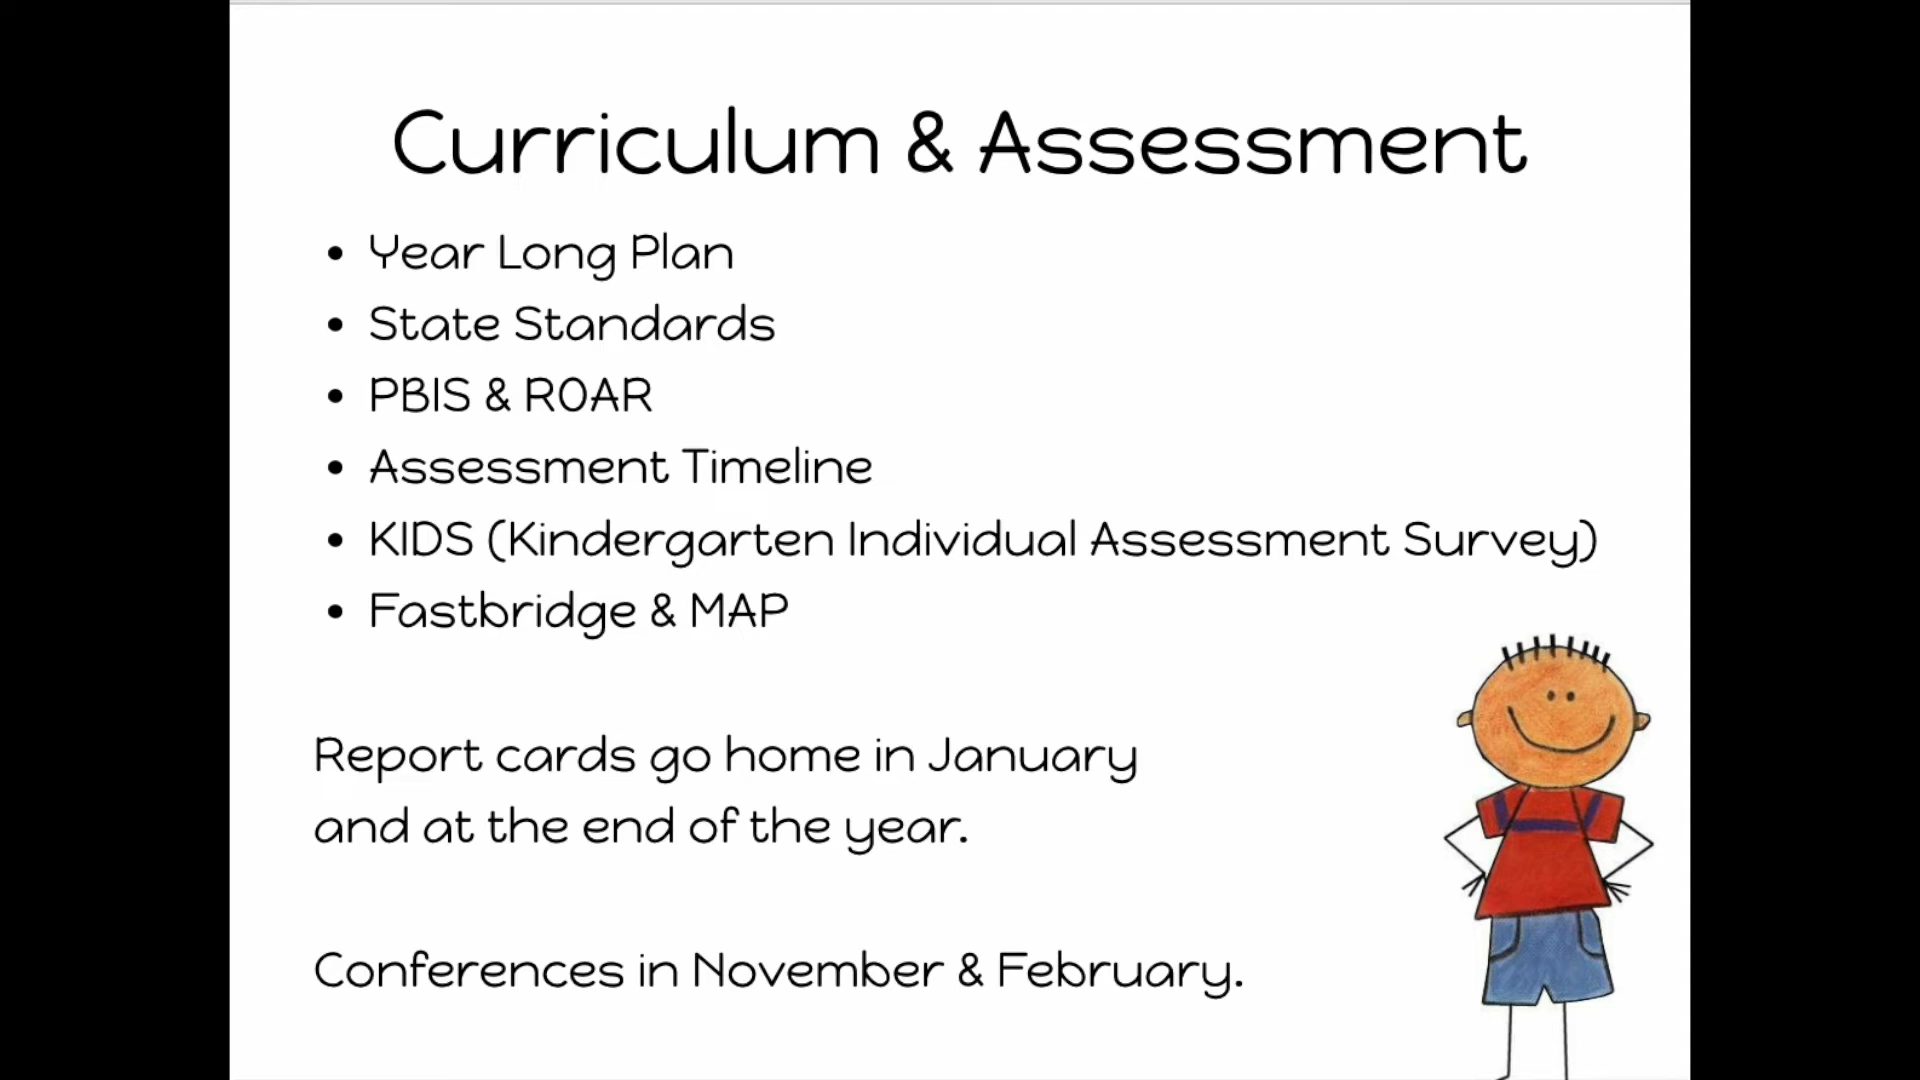 Curriculum & Assessment
• Year Long Plan
• State Standards
• PBIS & ROAR
• Assessment Timeline
• KIDS (Kindergarten Individual Assessment Survey)
• Fastbridge & MAP
Report cards go home in January
and at the end of the year.
Conferences in November & February.